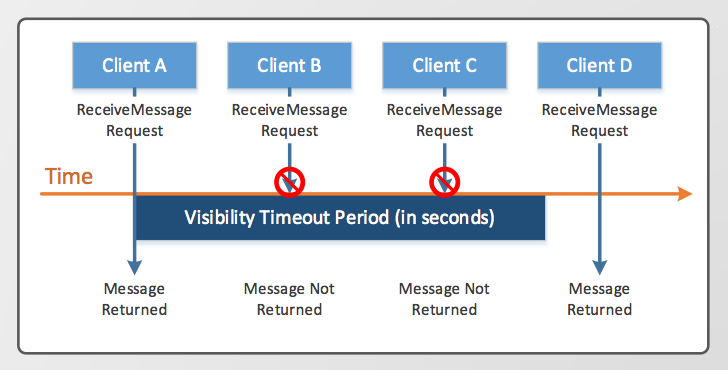 Client A
Client B
Client C
Client D
ReceiveMessage
Request
ReceiveMessage
Request
ReceiveMessage
Request
ReceiveMessage
Request
Time
Visibility Timeout Period (in seconds)
Message
Returned
Message Not
Returned
Message Not
Returned
Message
Returned